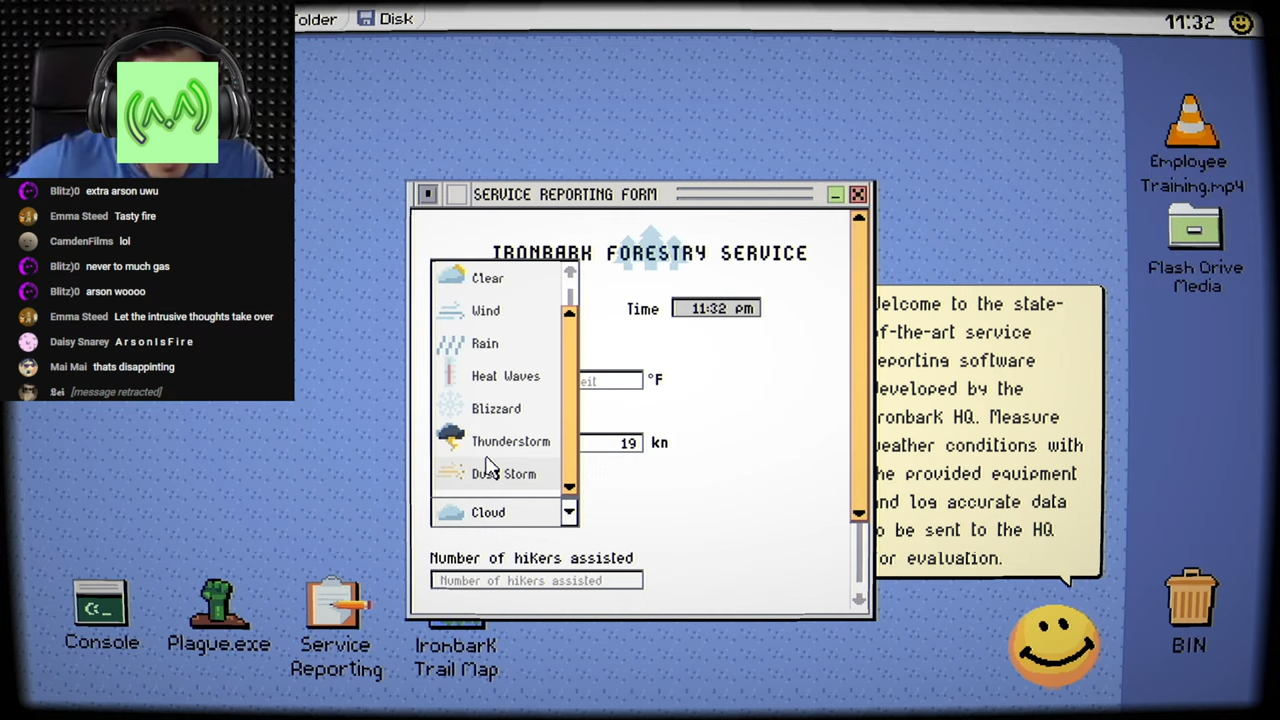 older
Disk
11:32
Blitz)0 extra arson uwu
Emma Steed Tasty fire
CamdenFilms lol
Blitz)0 never to much gas
Blitz)0 arson woooo
Emma Steed Let the intrusive thoughts take over
Daisy Snarey A r s o n I s F i r e
Mai Mai thats disappinting
Lei [message retracted]
(^.^)
SERVICE REPORTING FORM
IRONBARK FORESTRY SERVICE
Time 11:32 pm
Clear
Wind
Rain
Heat Waves
Blizzard
Thunderstorm
Dust Storm
Cloud
eit °F
19 kn
Number of hikers assisted
Number of hikers assisted
Welcome to the state-
of-the-art service
reporting software
developed by the
Ironbark HQ. Measure
weather conditions with
the provided equipment
and log accurate data
to be sent to the HQ
for evaluation.
Employee
Training.mp4
Flash Drive
Media
Console
Plague.exe
Service
Reporting
Ironbark
Trail Map
BIN